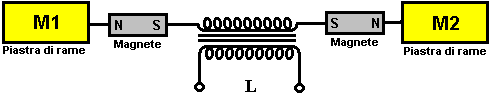 M1 N S S N M2
Piastra di rame Magnete Magnete Piastra di rame
L